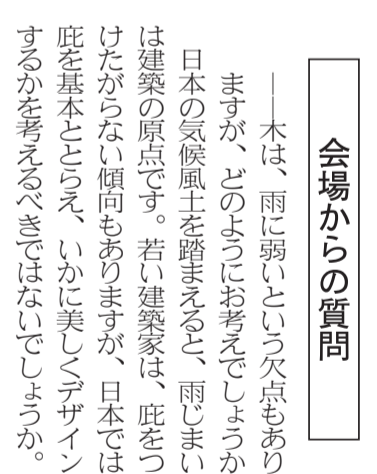 会場からの質問
――木は、雨に弱いという欠点もあり
ますが、どのようにお考えでしょうか
日本の気候風土を踏まえると、雨じまい
は建築の原点です。若い建築家は、庇をつ
けたがらない傾向もありますが、日本では
庇を基本ととらえ、いかに美しくデザイン
するかを考えるべきではないでしょうか。